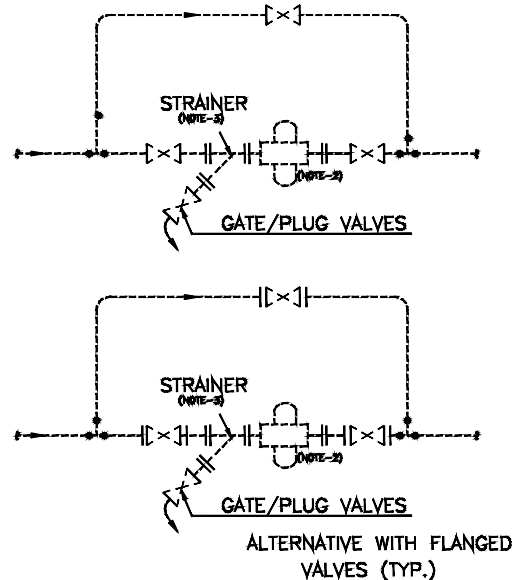 STRAINER
(NOTE-3)
(NOTE-2)
GATE/PLUG VALVES
STRAINER
(NOTE-3)
(NOTE-2)
GATE/PLUG VALVES
ALTERNATIVE WITH FLANGED
VALVES (TYP.)